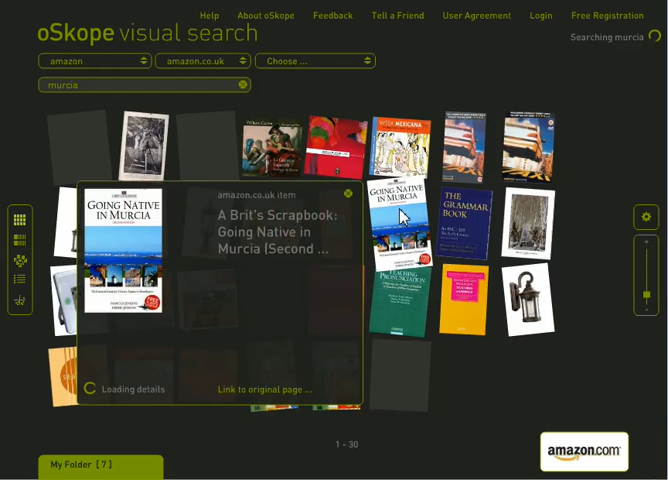 Help About oSkope Feedback Tell a Friend User Agreement Login Free Registration
oSkope visual search
Searching murcia
amazon amazon.co.uk Choose ...
murcia
amazon.co.uk item
A Brit's Scrapbook:
Going Native in
Murcia (Second ...
GOING NATIVE
IN MURCIA
Loading details
Link to original page ...
MISSA MEXICANA
GOING NATIVE
IN MURCIA
THE
GRAMMAR
BOOK
TEACHING
PRONUNCIATION
1 - 30
My Folder [ 7 ]
amazon.com